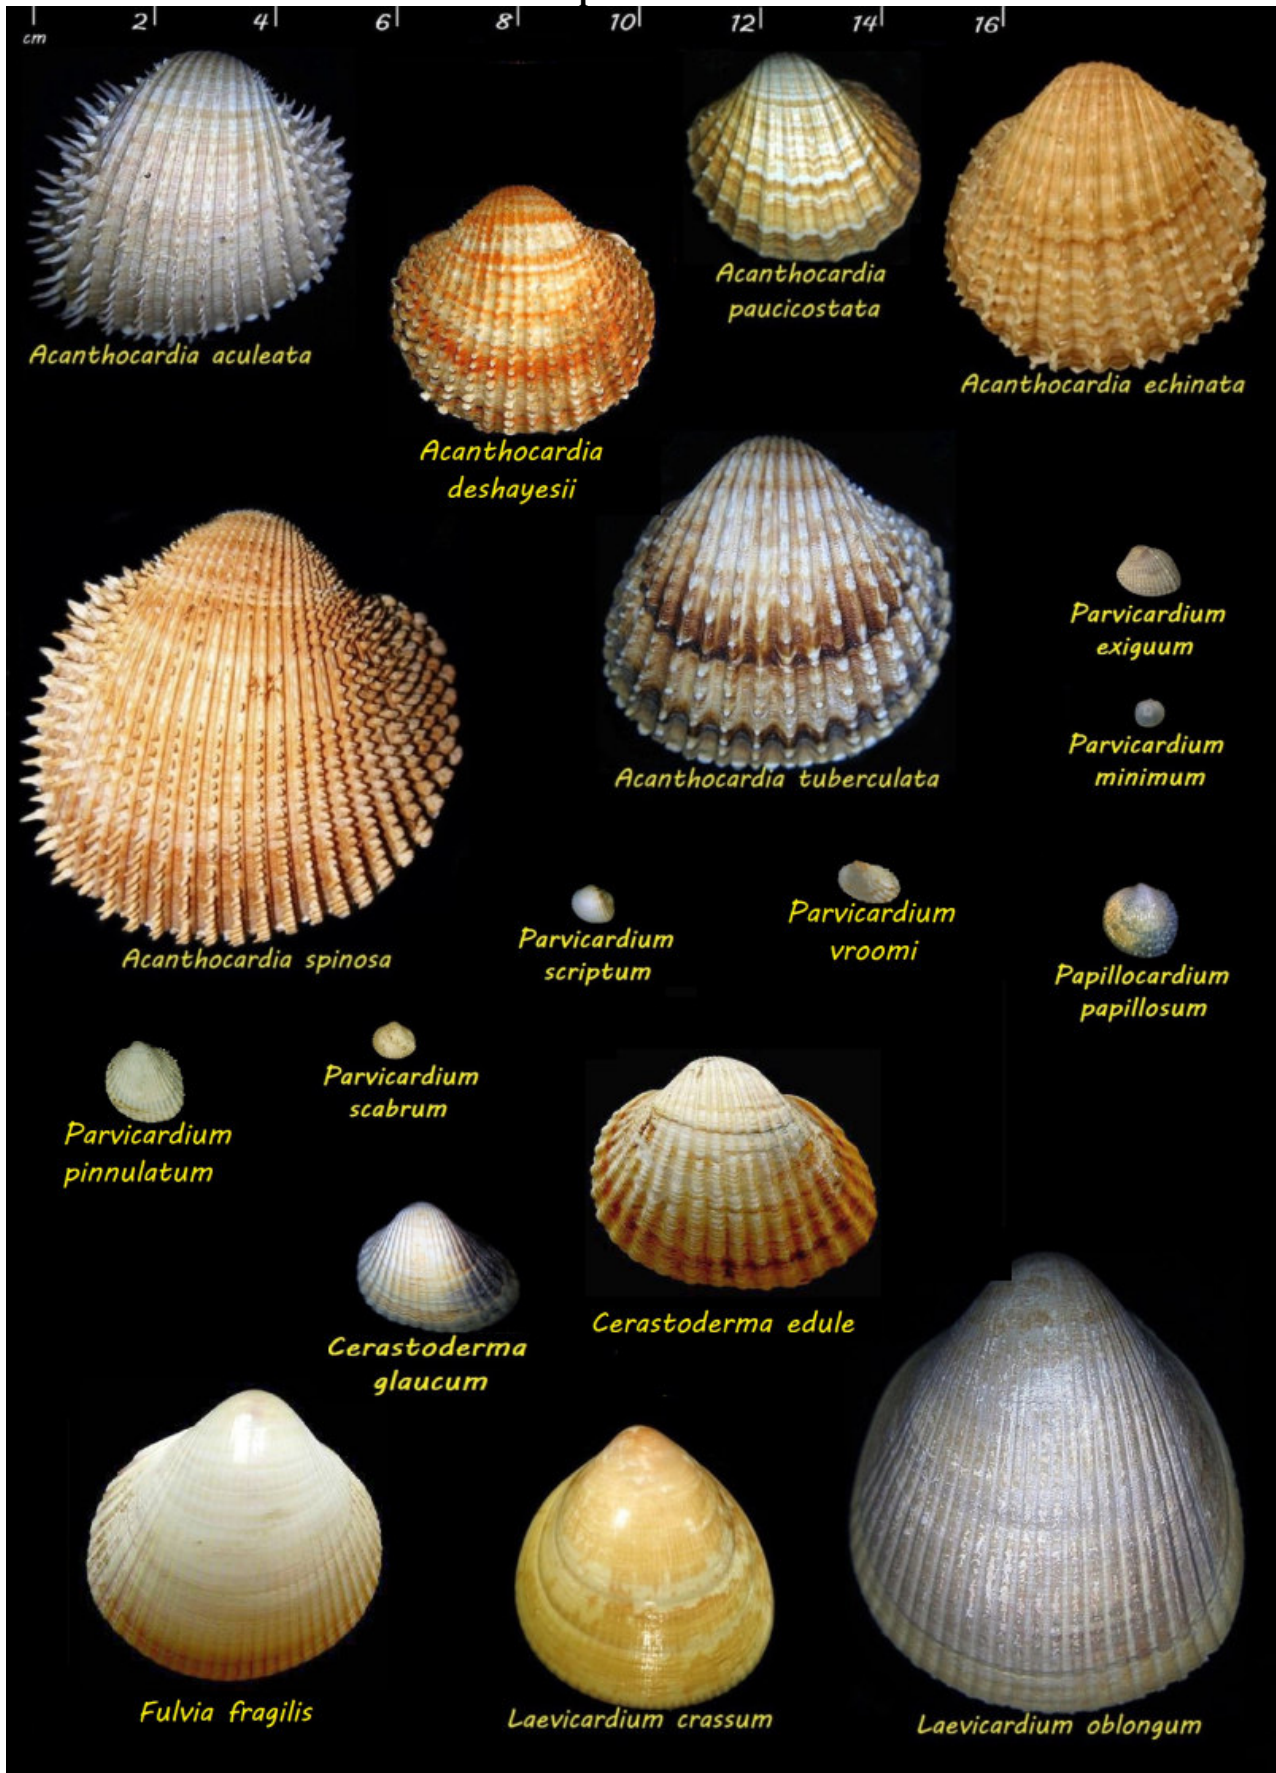 2 4 6 8 10 12 14 16
cm
Acanthocardia aculeata
Acanthocardia
deshayesii
Acanthocardia
paucicostata
Acanthocardia echinata
Acanthocardia spinosa
Acanthocardia tuberculata
Parvicardium
exiguum
Parvicardium
minimum
Parvicardium
scriptum
Parvicardium
vroomi
Papillocardium
papillosum
Parvicardium
pinnulatum
Parvicardium
scabrum
Cerastoderma
glaucum
Cerastoderma edule
Fulvia fragilis
Laevicardium crassum
Laevicardium oblongum